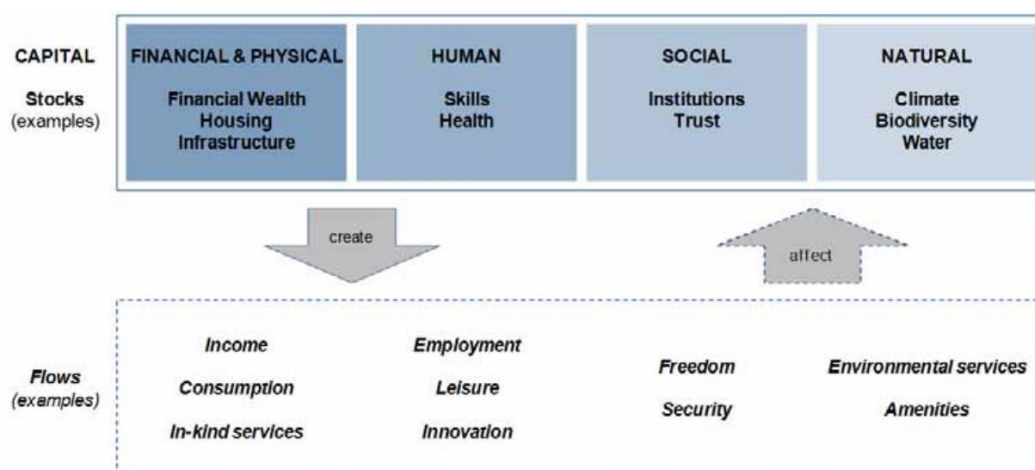 CAPITAL
Stocks
(examples)
FINANCIAL & PHYSICAL
Financial Wealth
Housing
Infrastructure
HUMAN
Skills
Health
SOCIAL
Institutions
Trust
NATURAL
Climate
Biodiversity
Water
create
affect
Flows
(examples)
Income
Consumption
In-kind services
Employment
Leisure
Innovation
Freedom
Security
Environmental services
Amenities